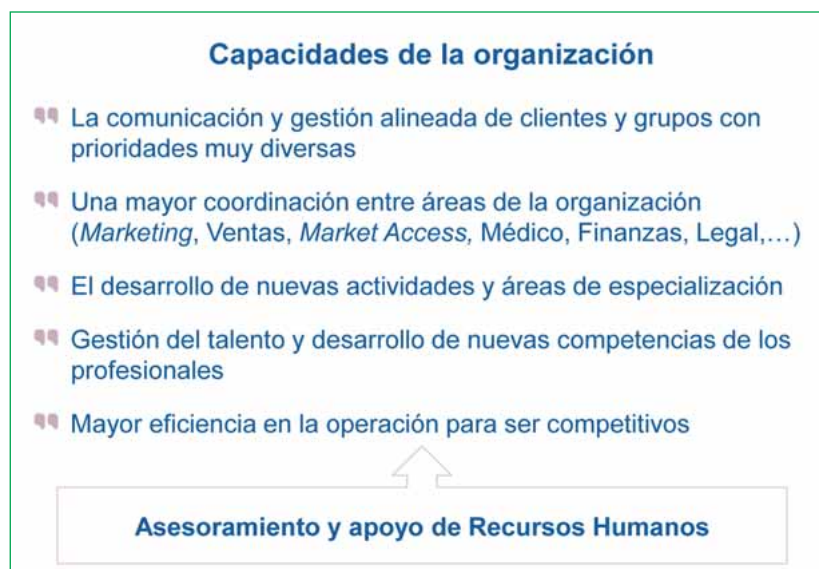 Capacidades de la organización
La comunicación y gestión alineada de clientes y grupos con
prioridades muy diversas
Una mayor coordinación entre áreas de la organización
(Marketing, Ventas, Market Access, Médico, Finanzas, Legal,…)
El desarrollo de nuevas actividades y áreas de especialización
Gestión del talento y desarrollo de nuevas competencias de los
profesionales
Mayor eficiencia en la operación para ser competitivos
Asesoramiento y apoyo de Recursos Humanos